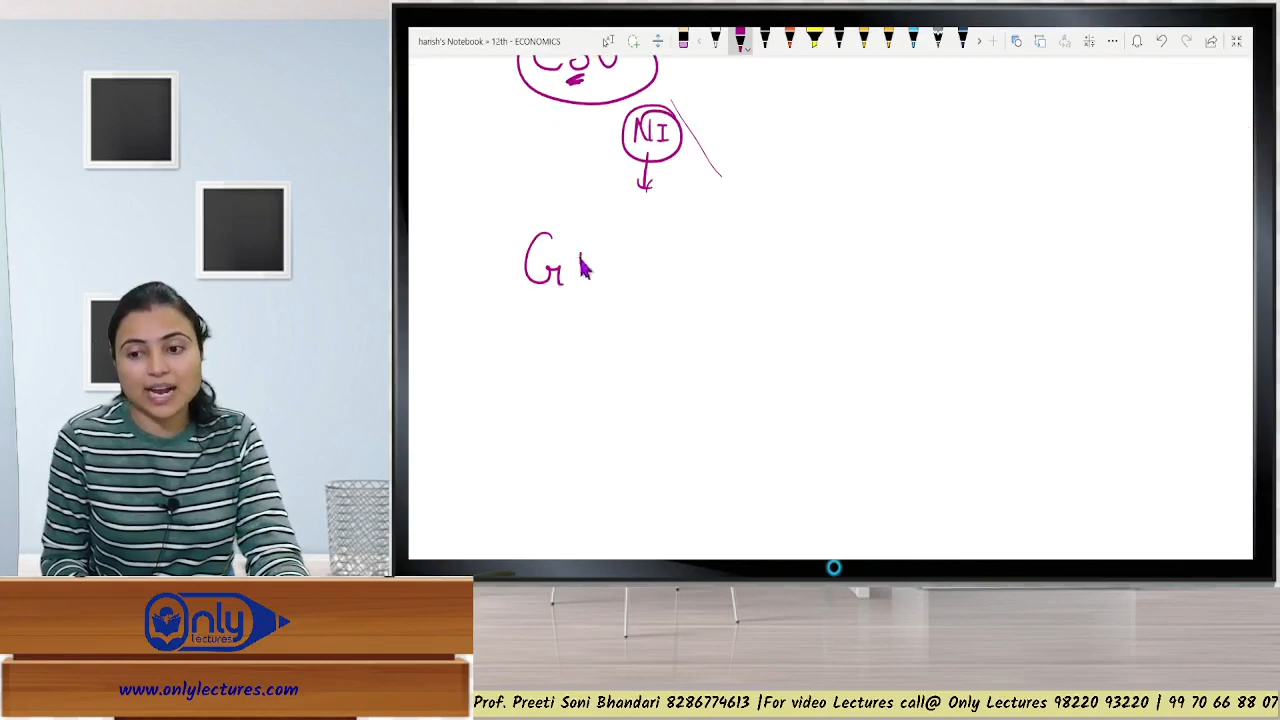 harish's Notebook » 12th - ECONOMICS
CSO
NI
G
Only
lectures
www.onlylectures.com
Prof. Preeti Soni Bhandari 8286774613 |For video Lectures call@ Only Lectures 98220 93220 | 99 70 66 88 07